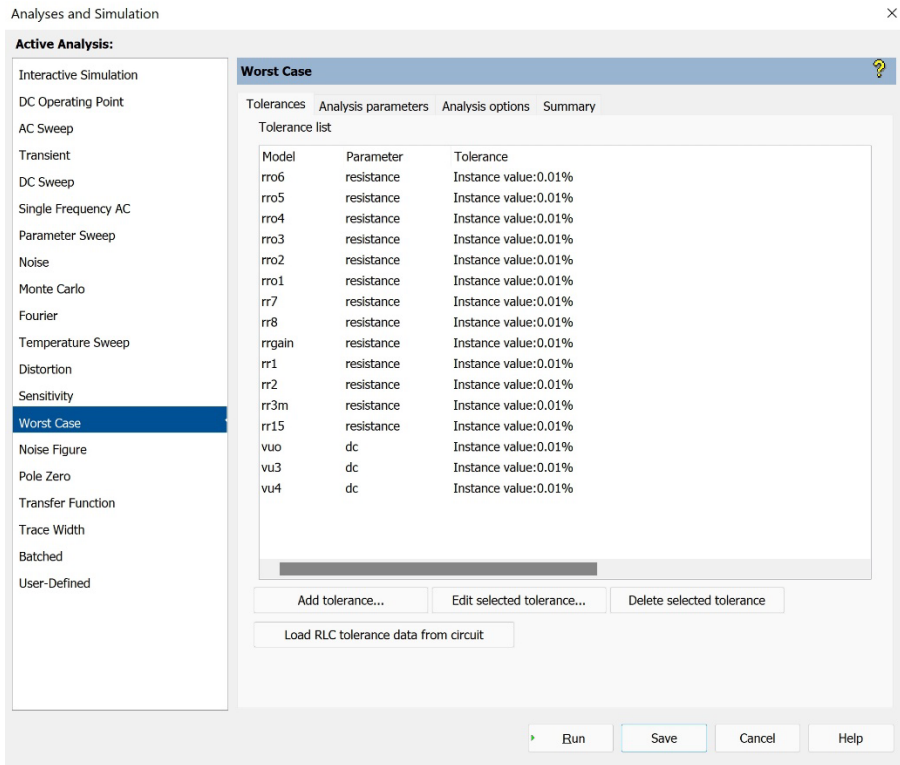 Analyses and Simulation
Active Analysis:
Interactive Simulation
DC Operating Point
AC Sweep
Transient
DC Sweep
Single Frequency AC
Parameter Sweep
Noise
Monte Carlo
Fourier
Temperature Sweep
Distortion
Sensitivity
Worst Case
Noise Figure
Pole Zero
Transfer Function
Trace Width
Batched
User-Defined
Worst Case
Tolerances Analysis parameters Analysis options Summary
Tolerance list
Model Parameter Tolerance
rro6 resistance Instance value:0.01%
rro5 resistance Instance value:0.01%
rro4 resistance Instance value:0.01%
rro3 resistance Instance value:0.01%
rro2 resistance Instance value:0.01%
rro1 resistance Instance value:0.01%
rr7 resistance Instance value:0.01%
rr8 resistance Instance value:0.01%
rrgain resistance Instance value:0.01%
rr1 resistance Instance value:0.01%
rr2 resistance Instance value:0.01%
rr3m resistance Instance value:0.01%
rr15 resistance Instance value:0.01%
vuo dc Instance value:0.01%
vu3 dc Instance value:0.01%
vu4 dc Instance value:0.01%
Add tolerance... Edit selected tolerance... Delete selected tolerance
Load RLC tolerance data from circuit
Run Save Cancel Help